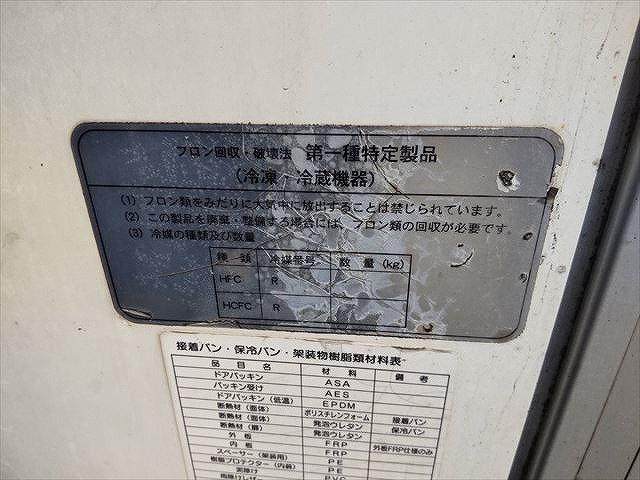 フロン回収・破壊法 第一種特定製品
(冷凍・冷蔵機器)
(1) フロン類をみだりに大気中に放出することは禁じられています。
(2) この製品を廃棄・整備する場合には、フロン類の回収が必要です。
(3) 冷媒の種類及び数量
種類 冷媒番号 数量(kg)
HFC R
HCFC R
接着バン・保冷バン・架装物樹脂類材料表
品目 材料 備考
ドアパッキン ASA
パッキン受け AES
ドアパッキン(低温) EPDM
断熱材(面体) ポリスチレンフォーム 接着バン
断熱材(面体) 発泡ウレタン 保冷バン
断熱材(扉) 発泡ウレタン
外板 FRP 外板FRP仕様のみ
内板 FRP
スペーサー(架装用) PE
樹脂プロテクター(内装) PE